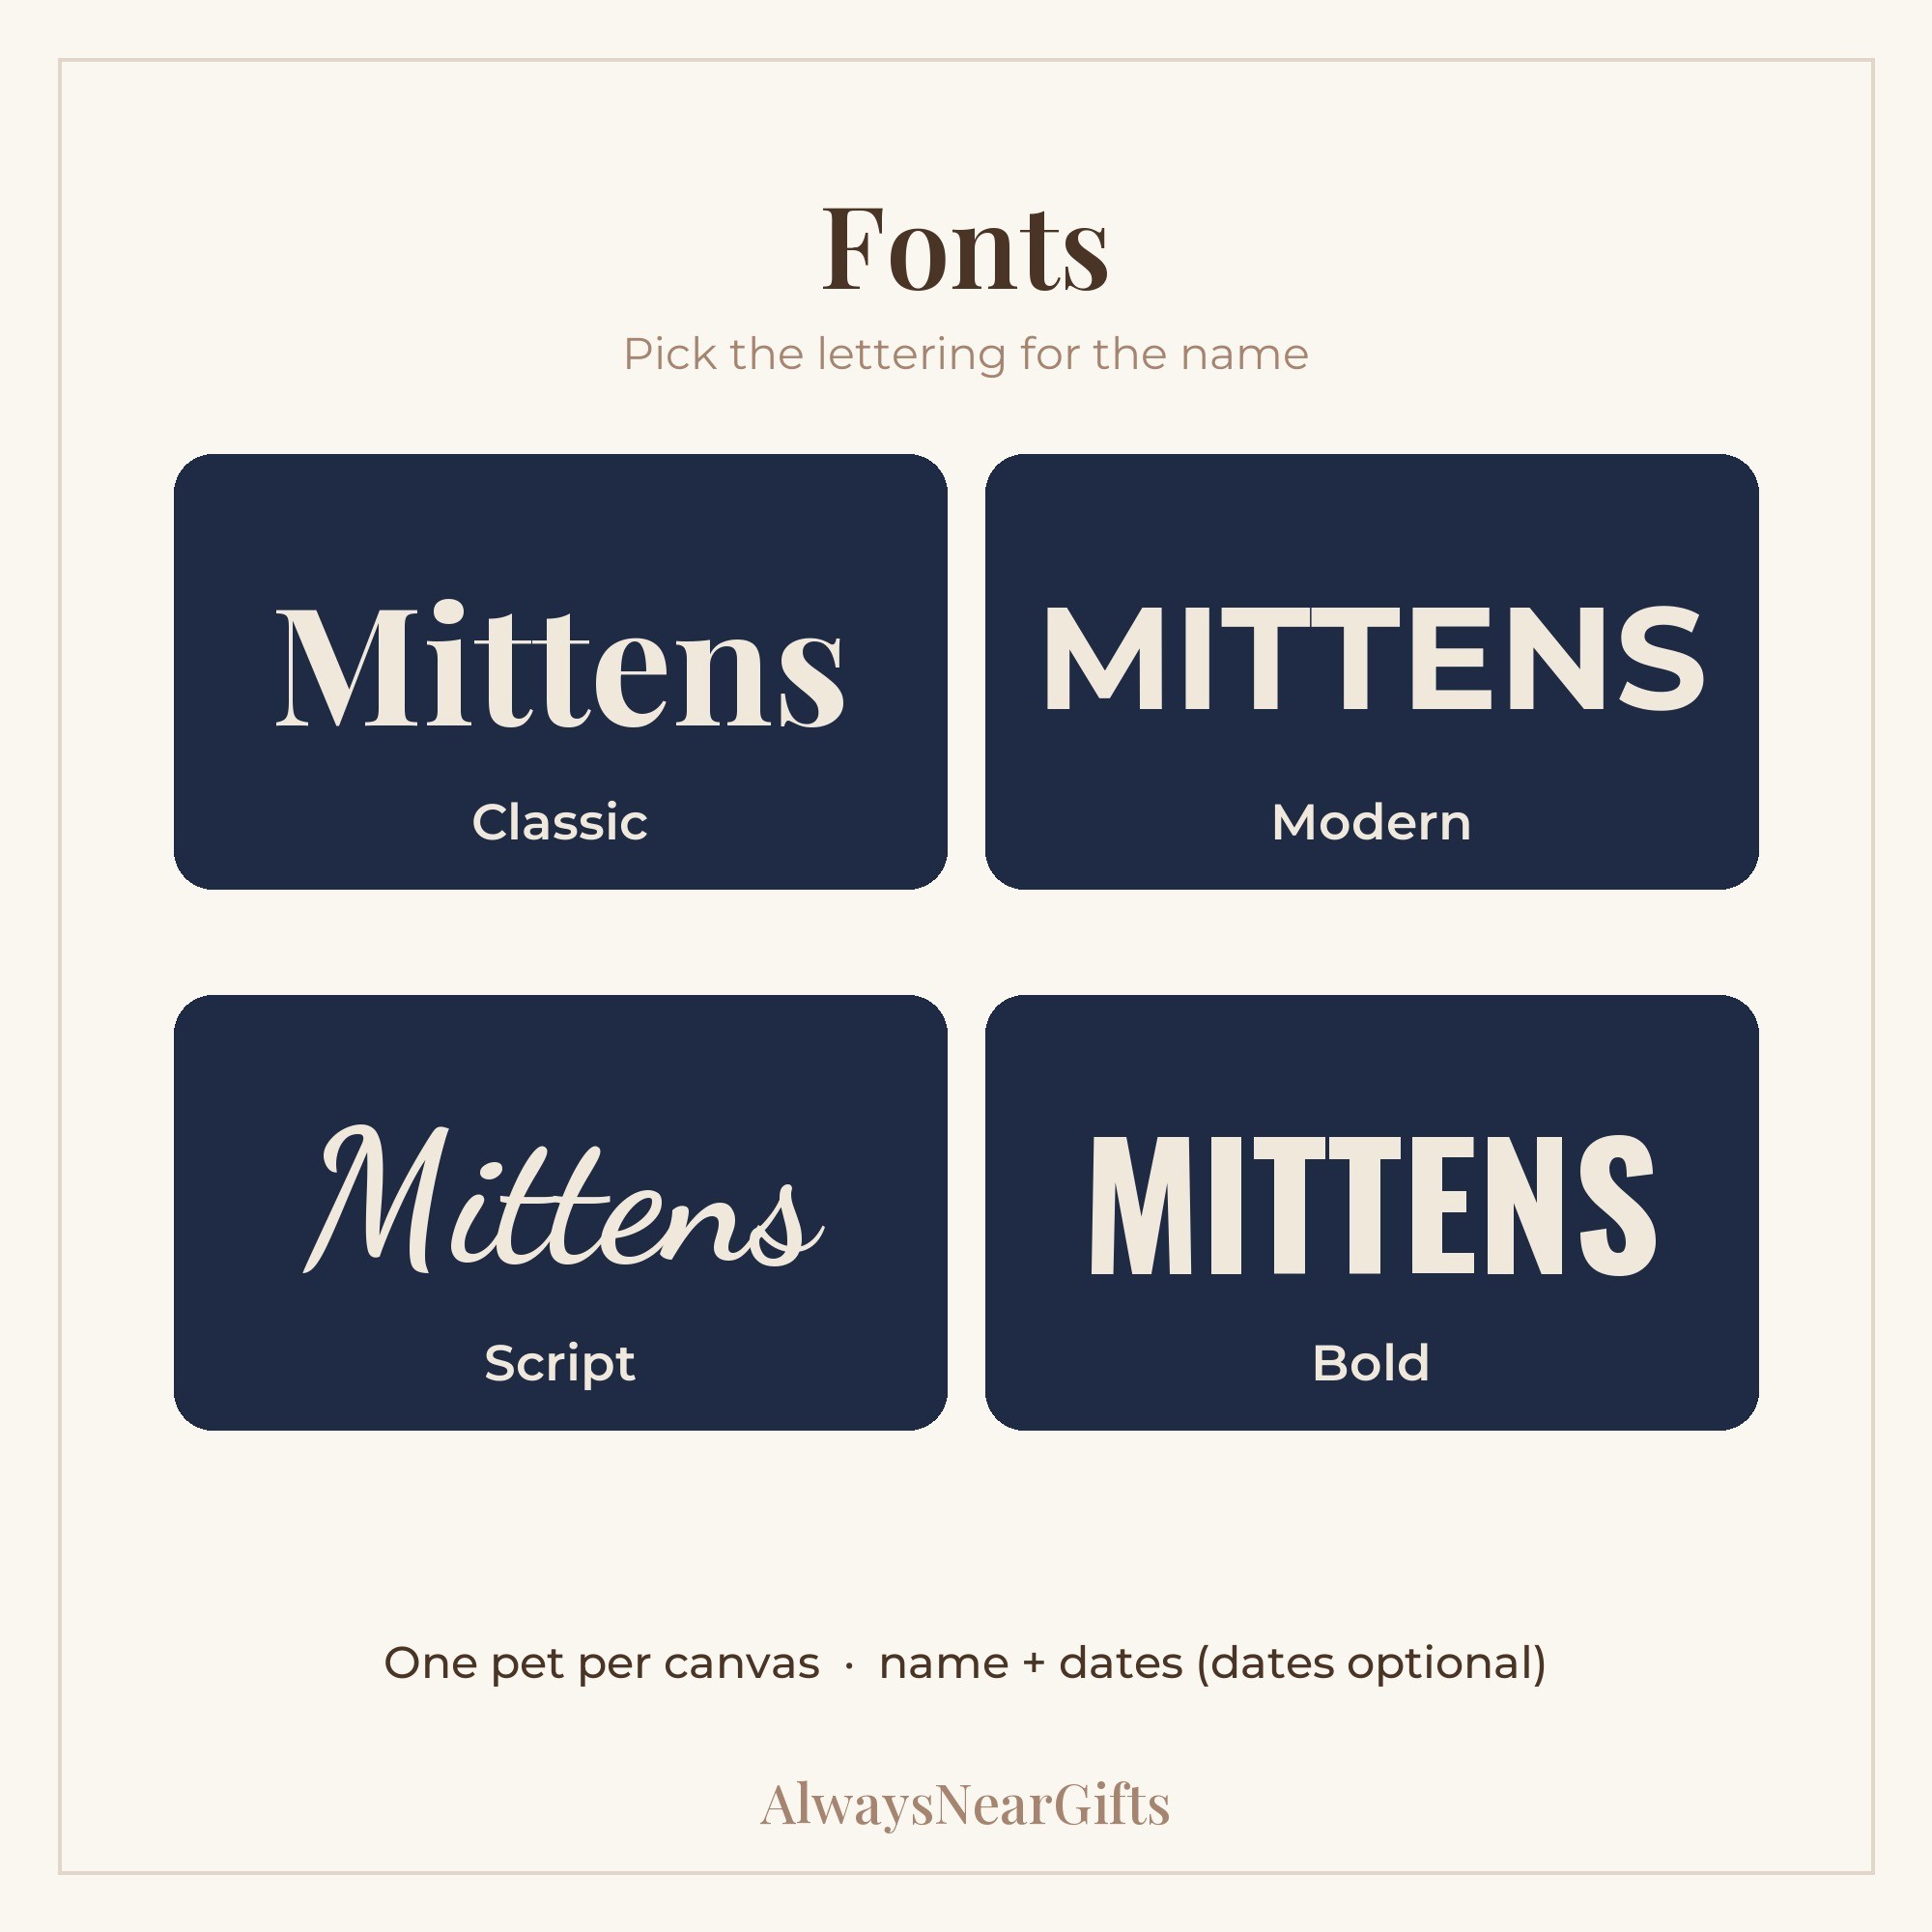 Fonts
Pick the lettering for the name
Mittens
Classic
MITTENS
Modern
Mittens
Script
MITTENS
Bold
One pet per canvas · name + dates (dates optional)
AlwaysNearGifts